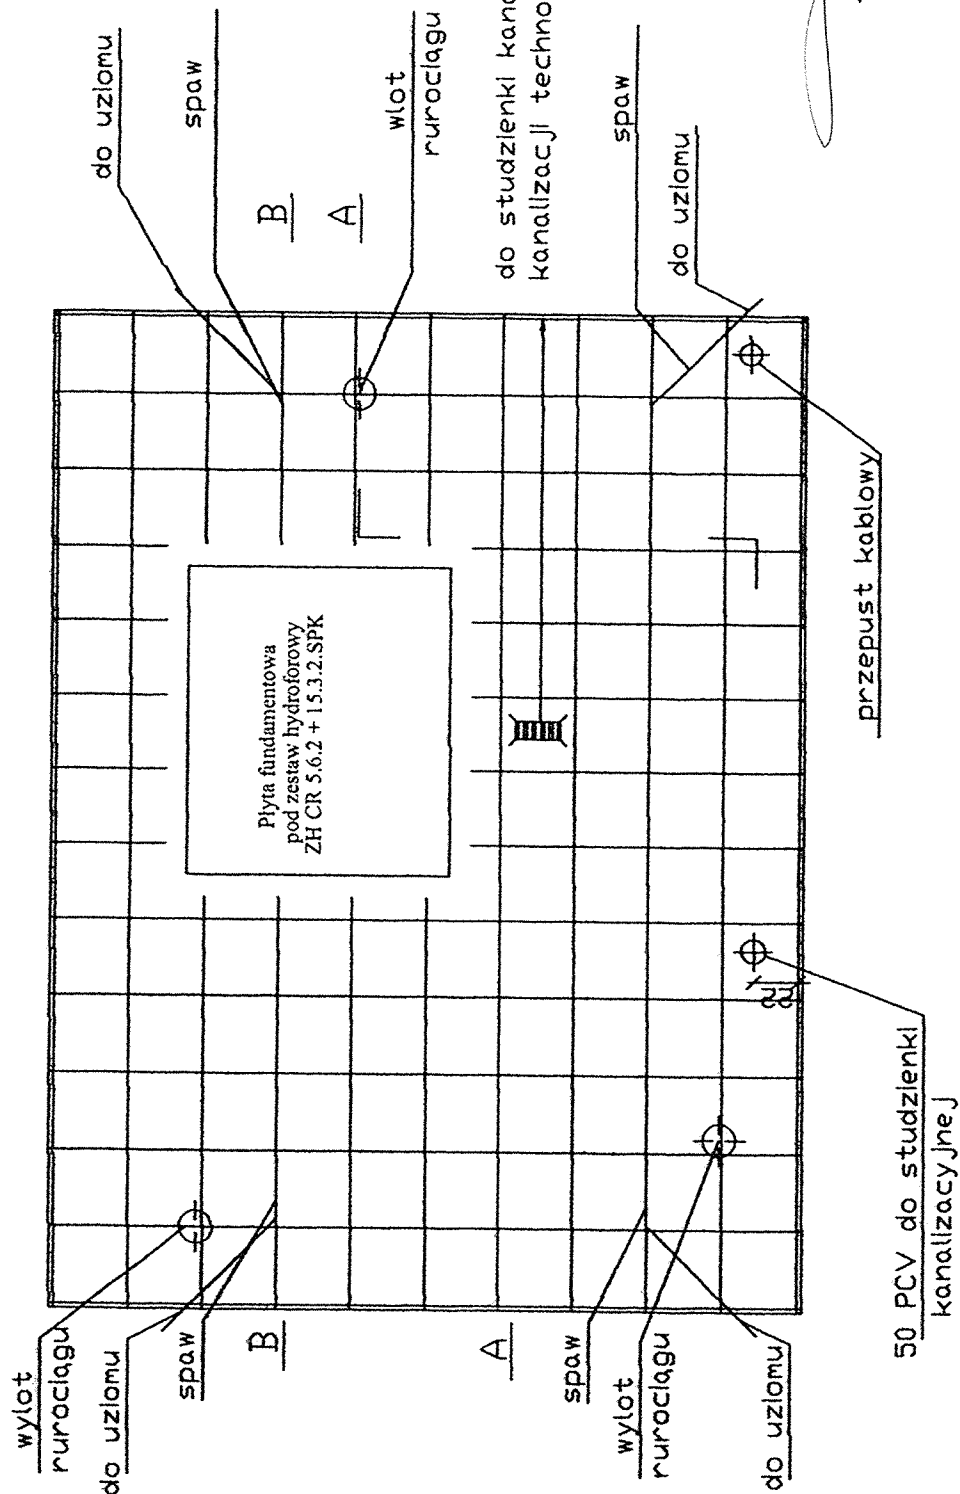 do uziomu
spaw
B
A
wlot
rurociągu
do studzienki
kanalizacji
spaw
do uziomu
Płyta fundamentowa
pod zestaw hydroforowy
ZH CR 5.6.2 + 15.3.2.SPK
przepust kablowy
22
wylot
rurociągu
do uziomu
spaw
B
A
spaw
wylot
rurociągu
do uziomu
50 PCV do studzienki
kanalizacyjnej